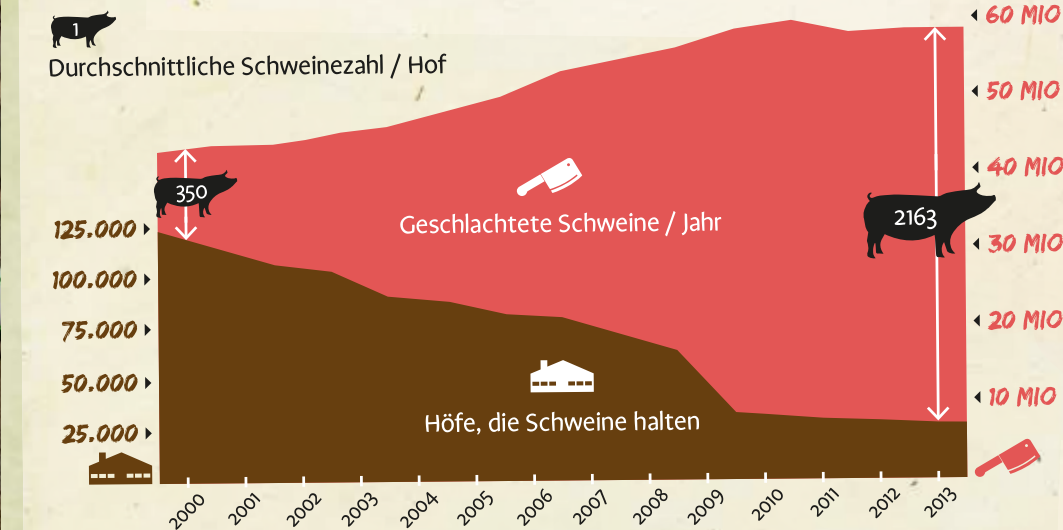 1
Durchschnittliche Schweinezahl / Hof
60 MIO
50 MIO
40 MIO
30 MIO
20 MIO
10 MIO
350
2163
Geschlachtete Schweine / Jahr
125.000
100.000
75.000
50.000
25.000
Höfe, die Schweine halten
2000
2001
2002
2003
2004
2005
2006
2007
2008
2009
2010
2011
2012
2013